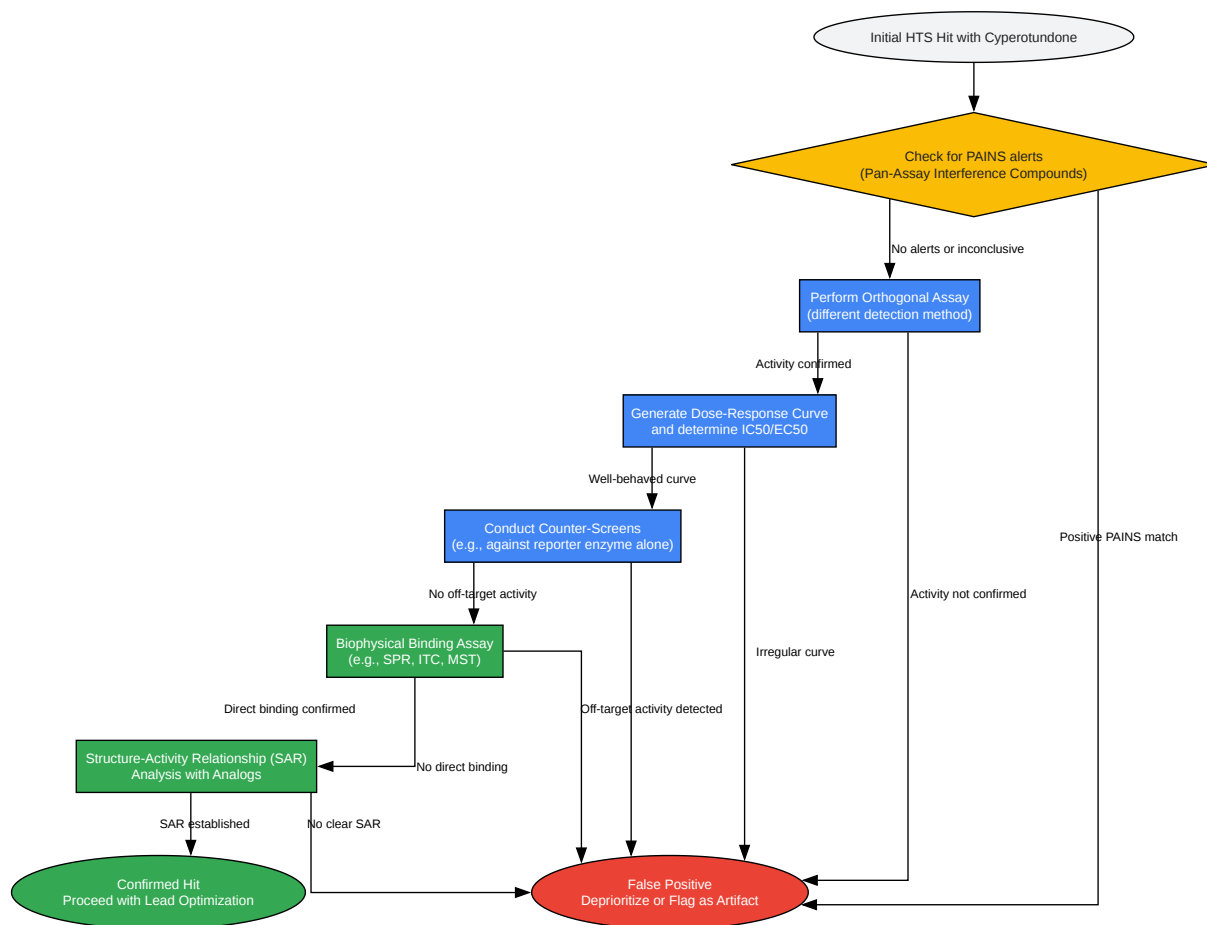 Initial HTS Hit with Cyperotundone
Check for PAINS alerts
(Pan-Assay Interference Compounds)
No alerts or inconclusive
Perform Orthogonal Assay
(different detection method)
Activity confirmed
Generate Dose-Response Curve
and determine IC50/EC50
Well-behaved curve
Conduct Counter-Screens
(e.g., against reporter enzyme alone)
Positive PAINS match
No off-target activity
Activity not confirmed
Biophysical Binding Assay
(e.g., SPR, ITC, MST)
Irregular curve
Direct binding confirmed
Off-target activity detected
Structure-Activity Relationship (SAR)
Analysis with Analogs
No direct binding
SAR established
No clear SAR
Confirmed Hit
Proceed with Lead Optimization
False Positive
Deprioritize or Flag as Artifact